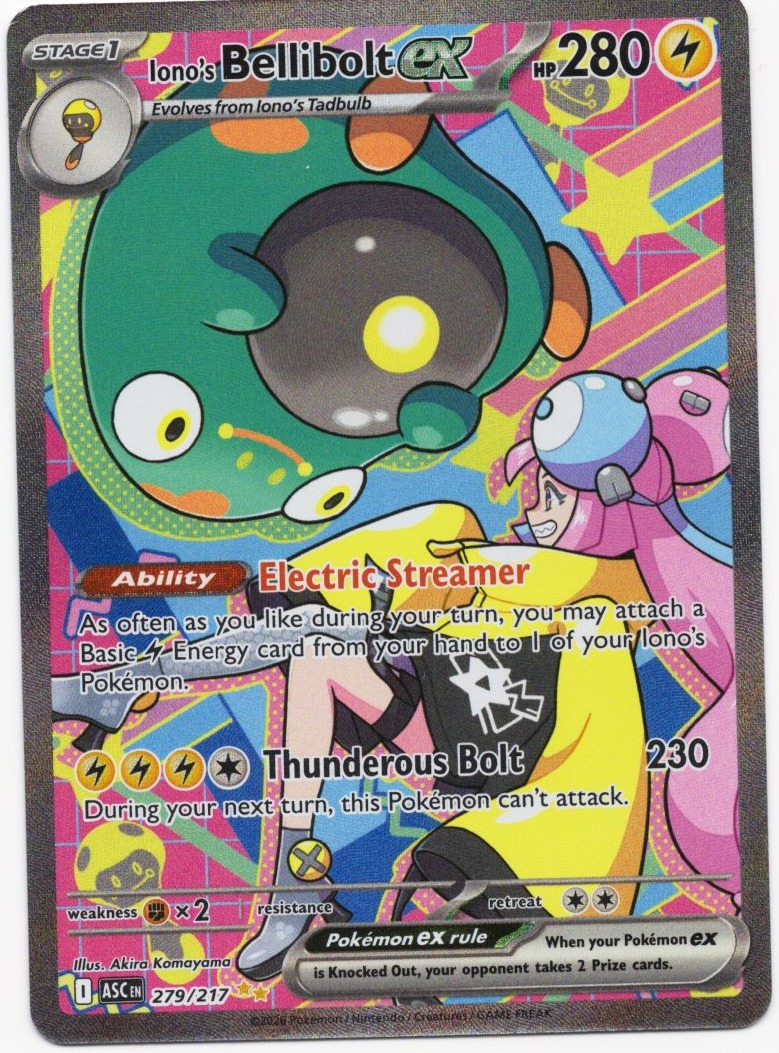 STAGE 1
Iono's Bellibolt ex
HP 280
Evolves from Iono's Tadbulb
Ability Electric Streamer
As often as you like during your turn, you may attach a
Basic Energy card from your hand to 1 of your Iono's
Pokémon.
Thunderous Bolt 230
During your next turn, this Pokémon can't attack.
weakness ×2 resistance retreat
Pokémon ex rule When your Pokémon ex
is Knocked Out, your opponent takes 2 Prize cards.
Illus. Akira Komayama
I ASC EN 279/217
©2026 Pokémon / Nintendo / Creatures / GAME FREAK